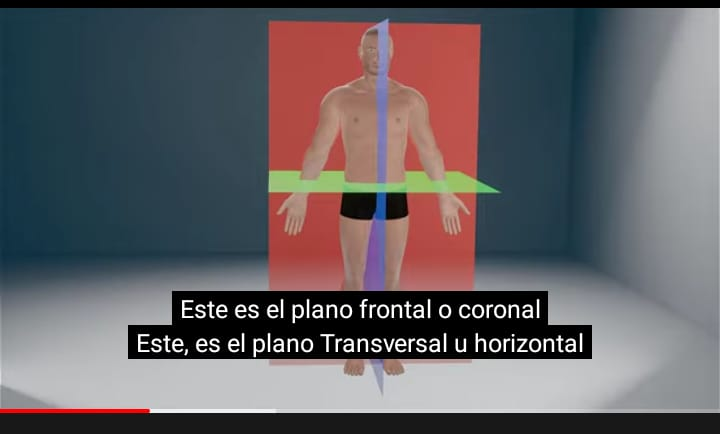 Este es el plano frontal o coronal
Este, es el plano Transversal u horizontal